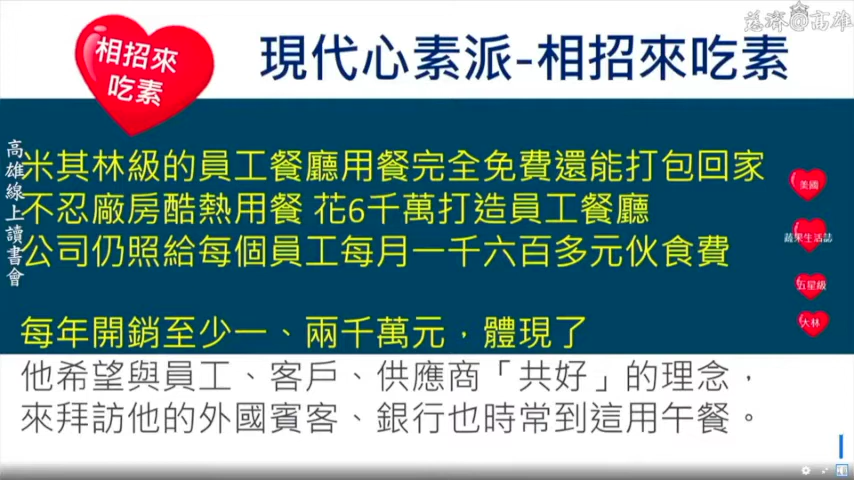 慈濟@高雄
相招來
吃素
現代心素派-相招來吃素
高雄線上讀書會
米其林級的員工餐廳用餐完全免費還能打包回家
不忍廠房酷熱用餐 花6千萬打造員工餐廳
公司仍照給每個員工每月一千六百多元伙食費
每年開銷至少一、兩千萬元，體現了
他希望與員工、客戶、供應商「共好」的理念，
來拜訪他的外國賓客、銀行也時常到這用午餐。
美國
蔬果生活誌
五星級
大林